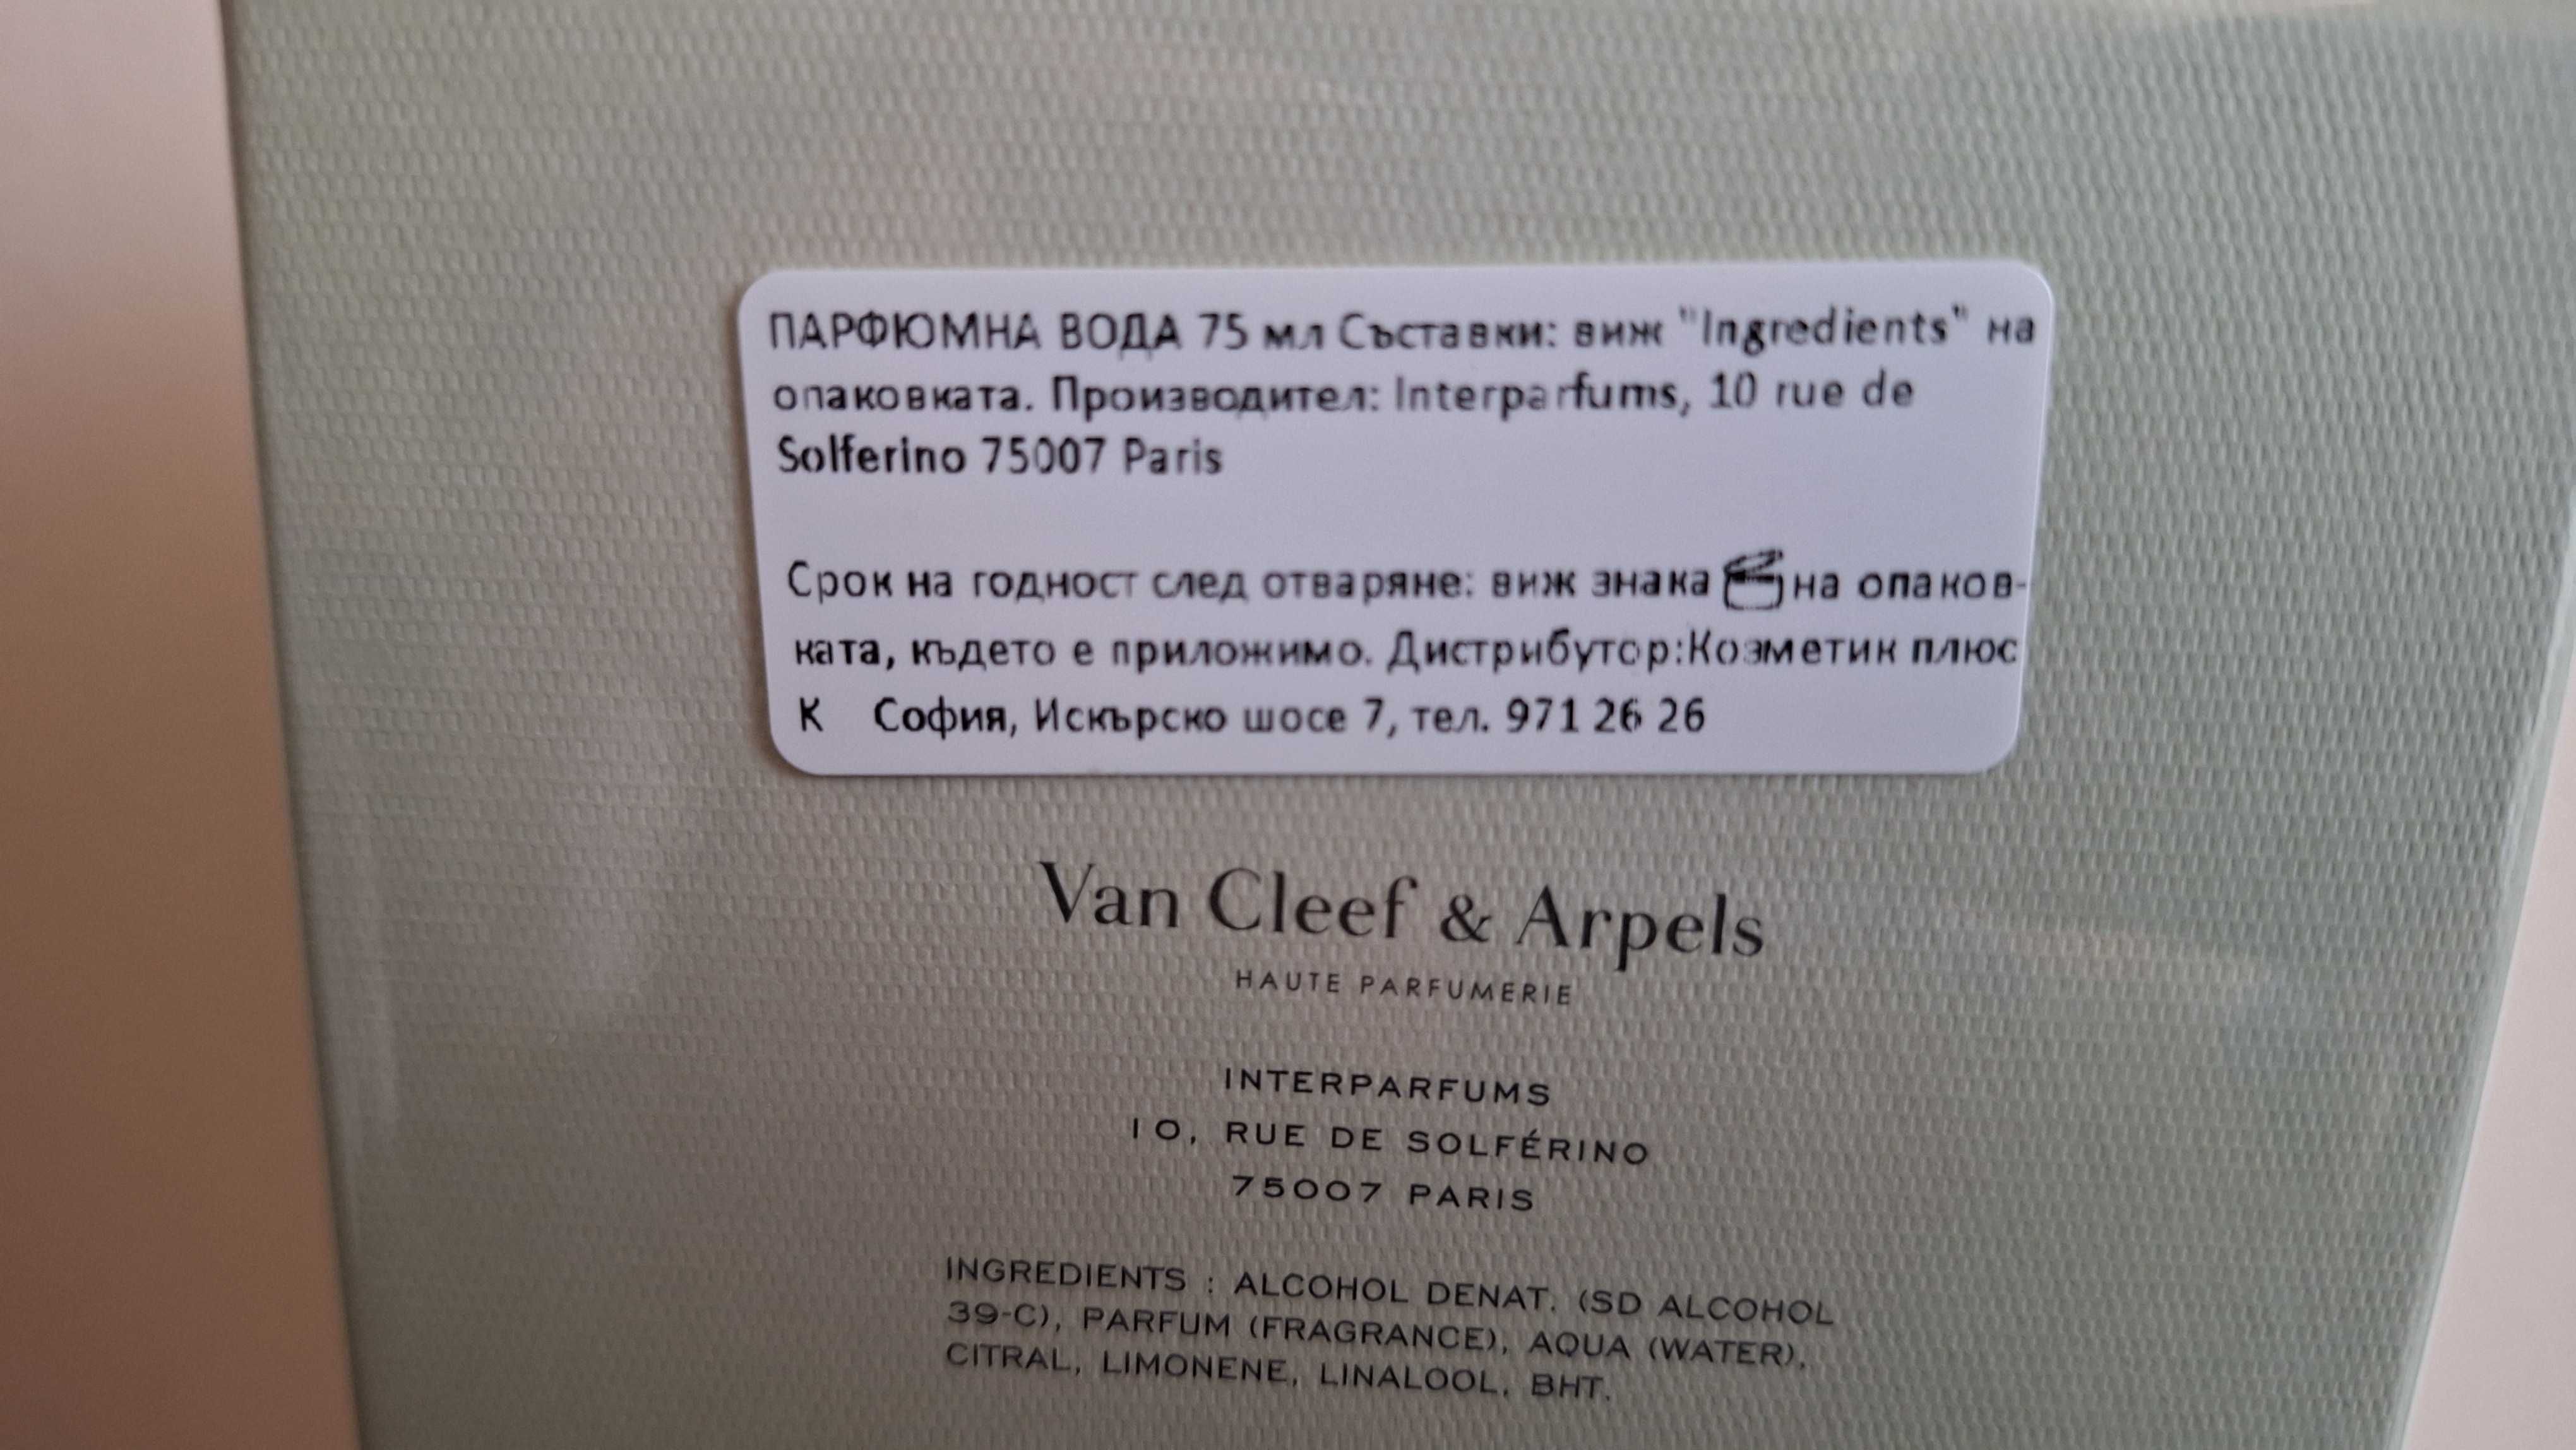 ПАРФЮМНА ВОДА 75 мл Съставки: виж "Ingredients" на
опаковката. Производител: Interparfums, 10 rue de
Solferino 75007 Paris
Срок на годност след отваряне: виж знака на опаков-
ката, където е приложимо. Дистрибутор:Козметик плюс
К София, Искърско шосе 7, тел. 971 26 26
Van Cleef & Arpels
HAUTE PARFUMERIE
INTERPARFUMS
10, RUE DE SOLFÉRINO
75007 PARIS
INGREDIENTS : ALCOHOL DENAT. (SD ALCOHOL
39-C), PARFUM (FRAGRANCE), AQUA (WATER),
CITRAL, LIMONENE, LINALOOL, BHT.